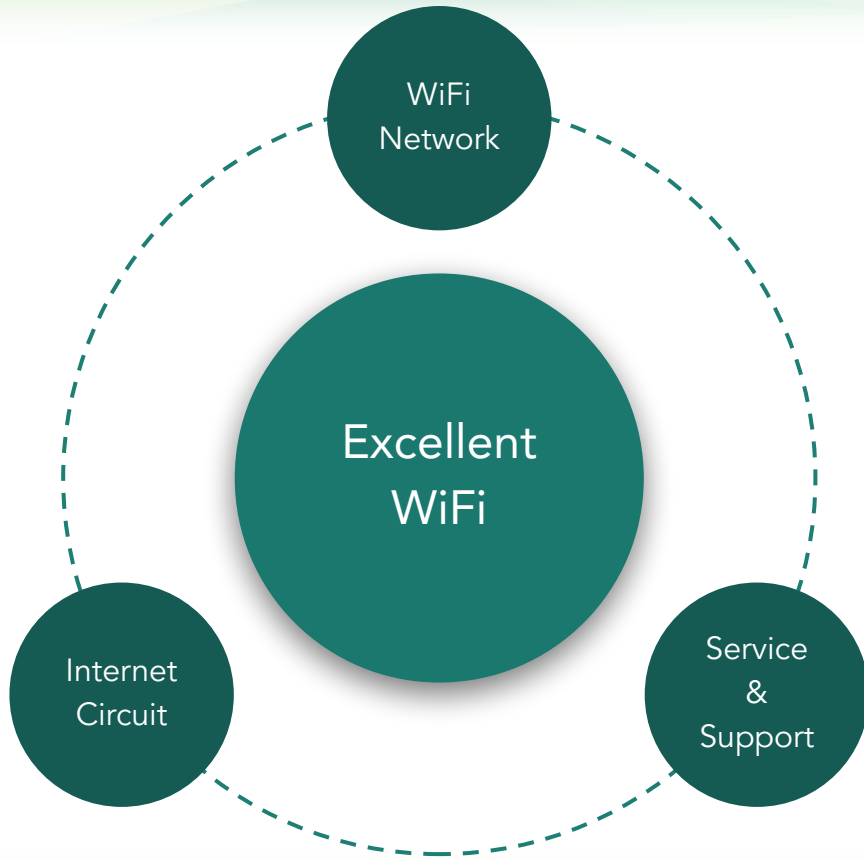 WiFi
Network
Excellent
WiFi
Internet
Circuit
Service
&
Support